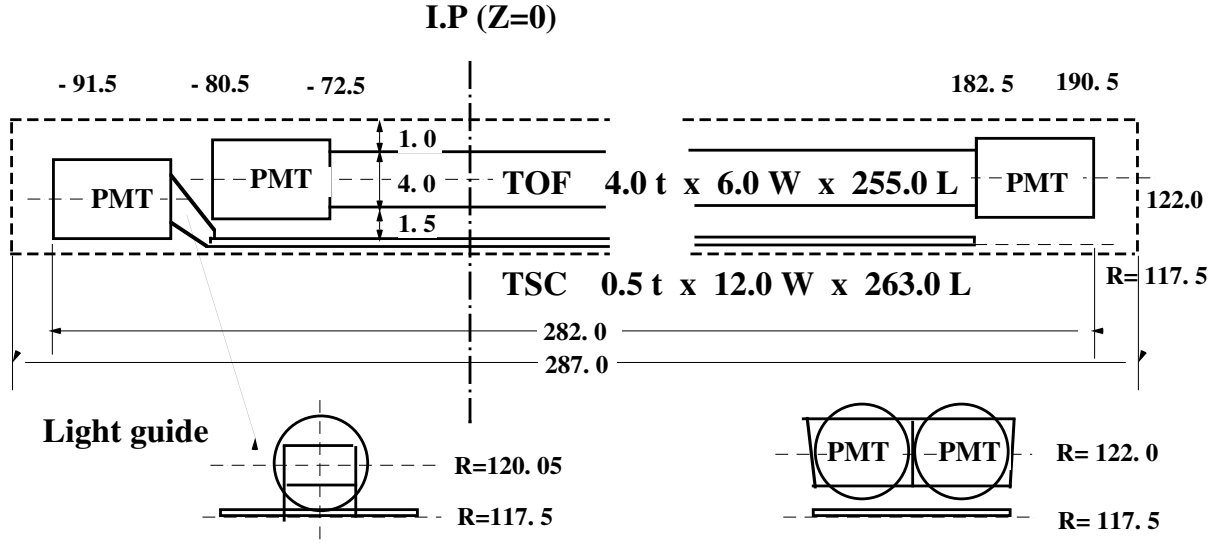 I.P (Z=0)
- 91.5 - 80.5 - 72.5 182. 5 190. 5
1. 0
PMT PMT 4. 0 TOF 4.0 t x 6.0 W x 255.0 L PMT
122.0
1. 5
R= 117. 5
TSC 0.5 t x 12.0 W x 263.0 L
282. 0
287. 0
Light guide
PMT PMT R= 122. 0
R=120. 05
R=117. 5 R= 117. 5